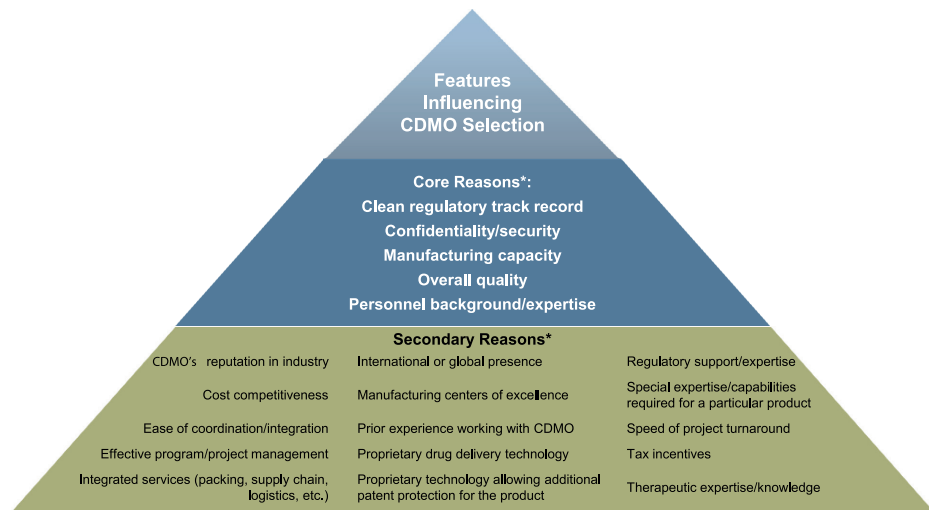 Features
Influencing
CDMO Selection
Core Reasons*:
Clean regulatory track record
Confidentiality/security
Manufacturing capacity
Overall quality
Personnel background/expertise
Secondary Reasons*
CDMO's reputation in industry
Cost competitiveness
Ease of coordination/integration
Effective program/project management
Integrated services (packing, supply chain,
logistics, etc.)
International or global presence
Manufacturing centers of excellence
Prior experience working with CDMO
Proprietary drug delivery technology
Proprietary technology allowing additional
patent protection for the product
Regulatory support/expertise
Special expertise/capabilities
required for a particular product
Speed of project turnaround
Tax incentives
Therapeutic expertise/knowledge